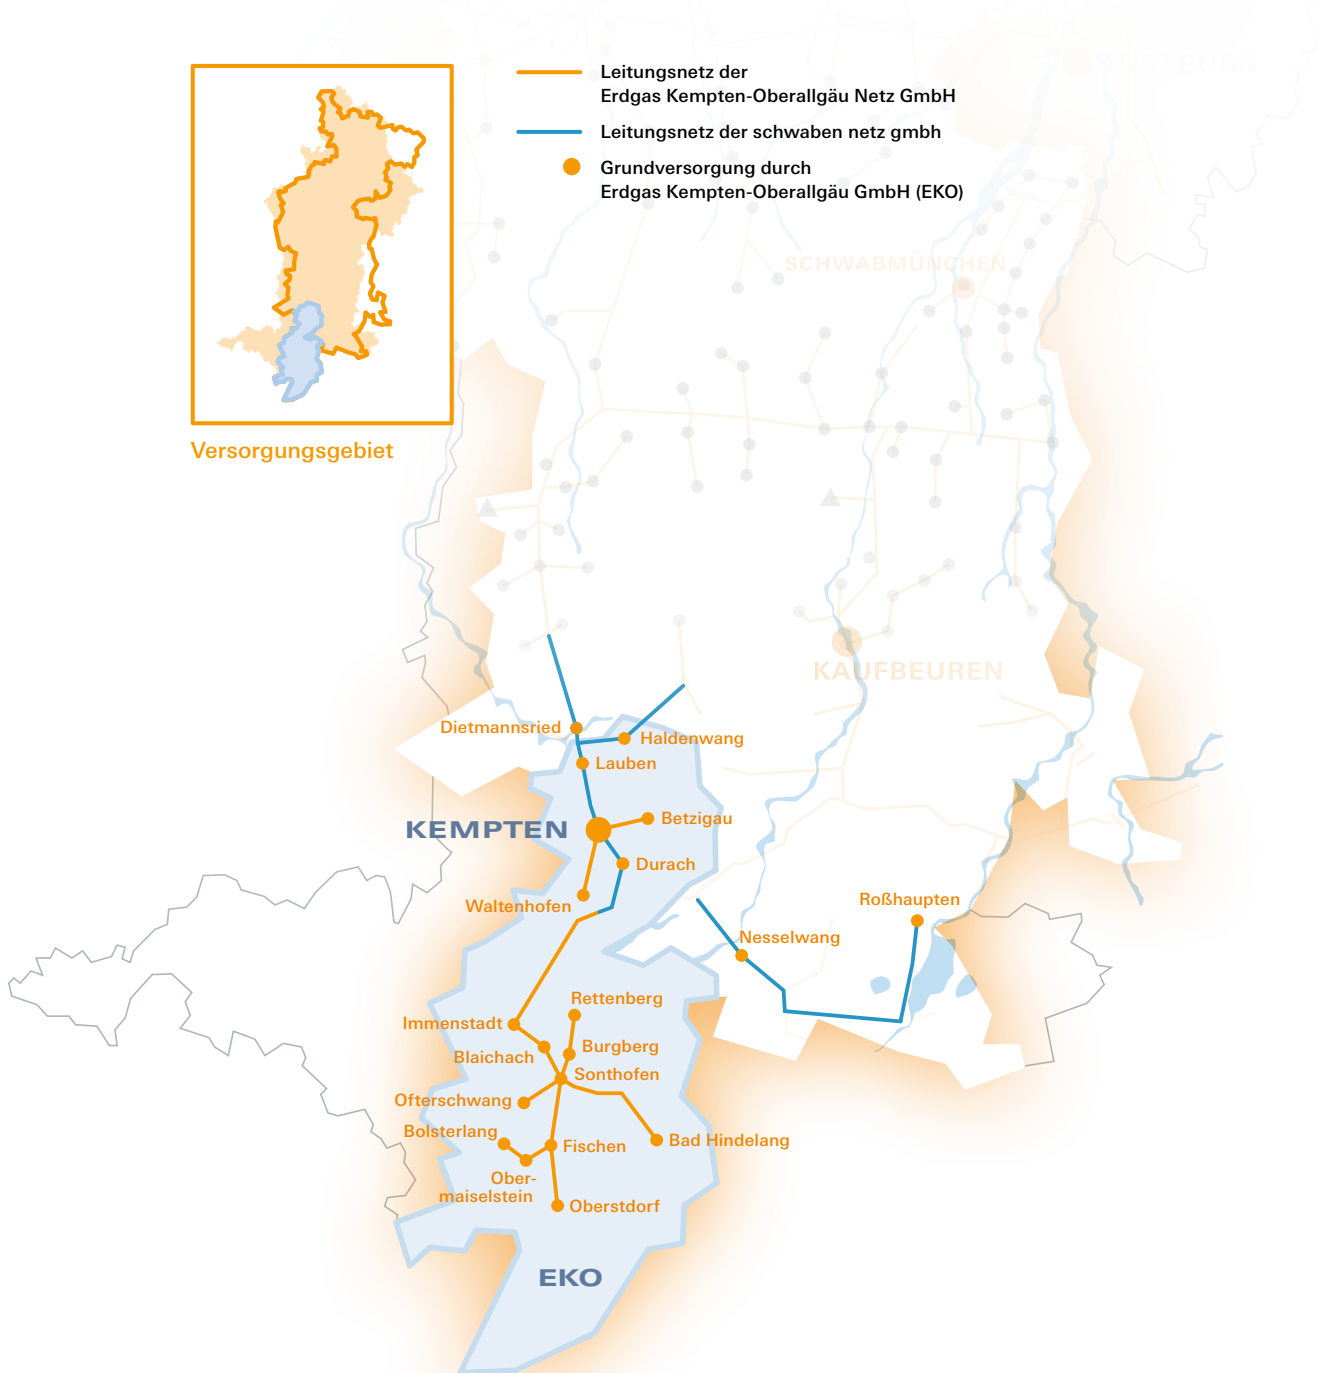 AUGSBURG
Leitungsnetz der
Erdgas Kempten-Oberallgäu Netz GmbH
Leitungsnetz der schwaben netz gmbh
Grundversorgung durch
Erdgas Kempten-Oberallgäu GmbH (EKO)
SCHWABMÜNCHEN
Versorgungsgebiet
KAUFBEUREN
Dietmannsried
Haldenwang
Lauben
Betzigau
KEMPTEN
Durach
Waltenhofen
Roßhaupten
Nesselwang
Rettenberg
Immenstadt
Burgberg
Blaichach
Sonthofen
Ofterschwang
Bolsterlang
Bad Hindelang
Fischen
Ober-
maiselstein
Oberstdorf
EKO